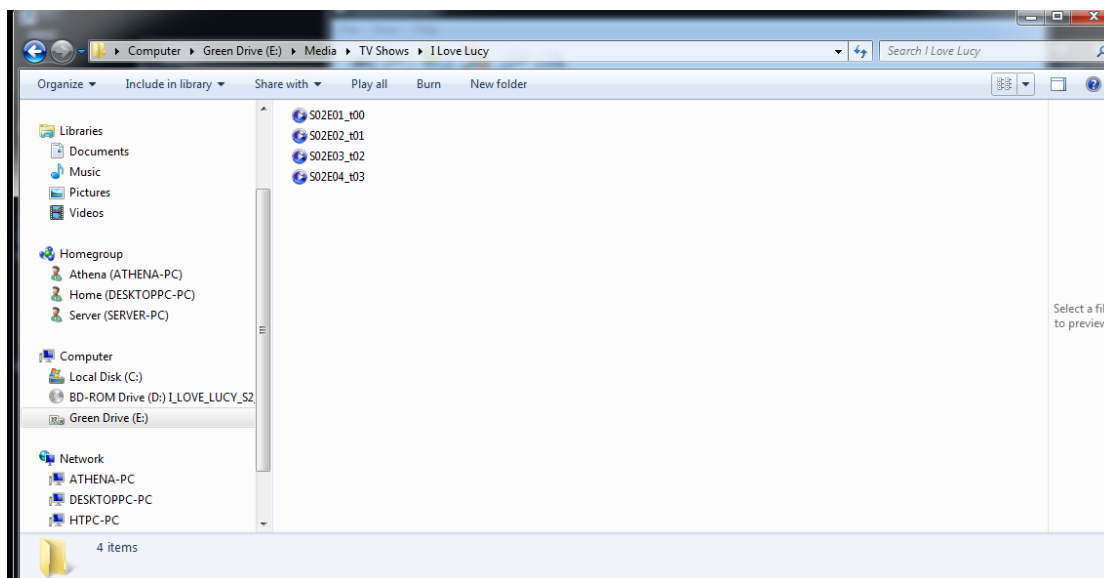 Computer Green Drive (E:) Media TV Shows I Love Lucy
Search I Love Lucy
Organize Include in library Share with Play all Burn New folder
Libraries
Documents
Music
Pictures
Videos
Homegroup
Athena (ATHENA-PC)
Home (DESKTOPPC-PC)
Server (SERVER-PC)
Computer
Local Disk (C:)
BD-ROM Drive (D:) I_LOVE_LUCY_S2_
Green Drive (E:)
Network
ATHENA-PC
DESKTOPPC-PC
HTPC-PC
S02E01_t00
S02E02_t01
S02E03_t02
S02E04_t03
Select a fil
to preview
4 items